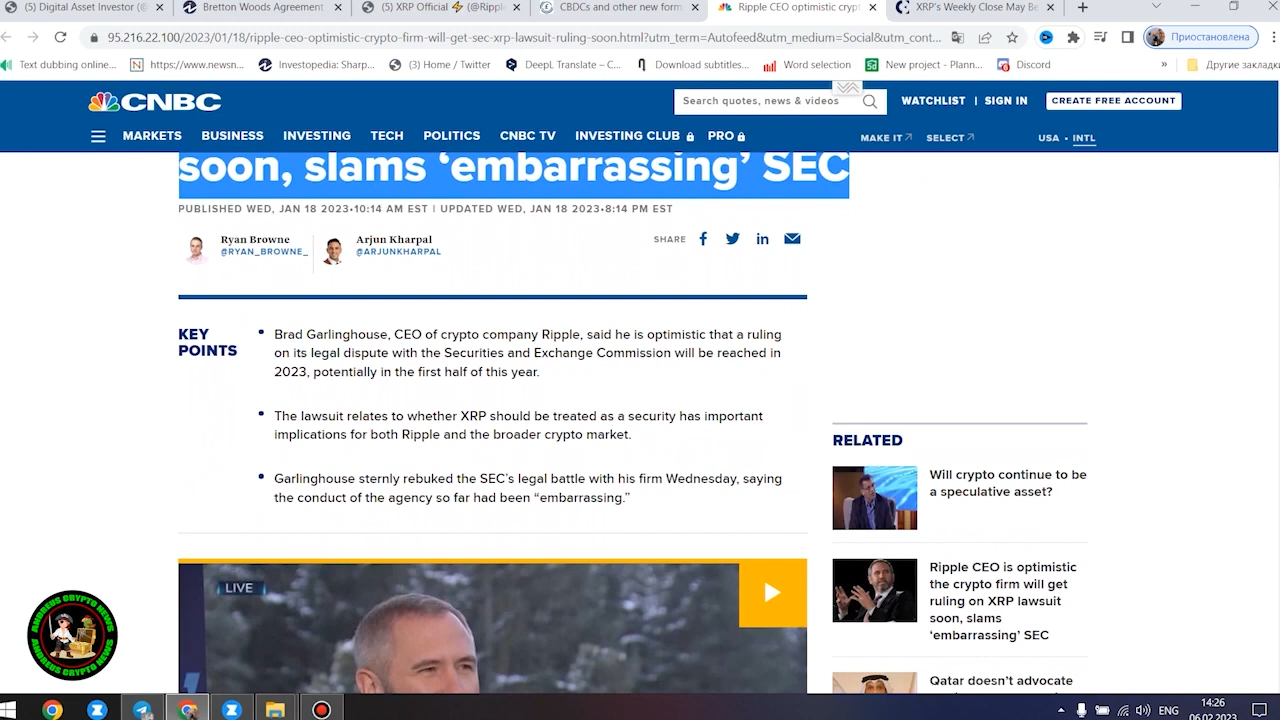 (5) Digital Asset Investor (@
Bretton Woods Agreement
(5) XRP Official ⚡ (@Rippl
CBDCs and other new form
Ripple CEO optimistic crypt
XRP's Weekly Close May Be
95.216.22.100/2023/01/18/ripple-ceo-optimistic-crypto-firm-will-get-sec-xrp-lawsuit-ruling-soon.html?utm_term=Autofeed&utm_medium=Social&utm_cont...
Приостановлена
Text dubbing online...
https://www.newsn...
Investopedia: Sharp...
(3) Home / Twitter
DeepL Translate – C...
Download subtitles...
Word selection
New project - Plann...
Discord
»
Другие закладки
CNBC
Search quotes, news & videos
WATCHLIST | SIGN IN
CREATE FREE ACCOUNT
MARKETS BUSINESS INVESTING TECH POLITICS CNBC TV INVESTING CLUB PRO
MAKE IT SELECT
USA • INTL
soon, slams ‘embarrassing’ SEC
PUBLISHED WED, JAN 18 2023•10:14 AM EST | UPDATED WED, JAN 18 2023•8:14 PM EST
Ryan Browne
@RYAN_BROWNE_
Arjun Kharpal
@ARJUNKHARPAL
SHARE
KEY
POINTS
Brad Garlinghouse, CEO of crypto company Ripple, said he is optimistic that a ruling
on its legal dispute with the Securities and Exchange Commission will be reached in
2023, potentially in the first half of this year.
The lawsuit relates to whether XRP should be treated as a security has important
implications for both Ripple and the broader crypto market.
Garlinghouse sternly rebuked the SEC’s legal battle with his firm Wednesday, saying
the conduct of the agency so far had been “embarrassing.”
LIVE
RELATED
Will crypto continue to be
a speculative asset?
Ripple CEO is optimistic
the crypto firm will get
ruling on XRP lawsuit
soon, slams
‘embarrassing’ SEC
Qatar doesn’t advocate
ANDREUS CRYPTO NEWS
ANDREUS CRYPTO NEWS
ENG
14:26
06.02.2023